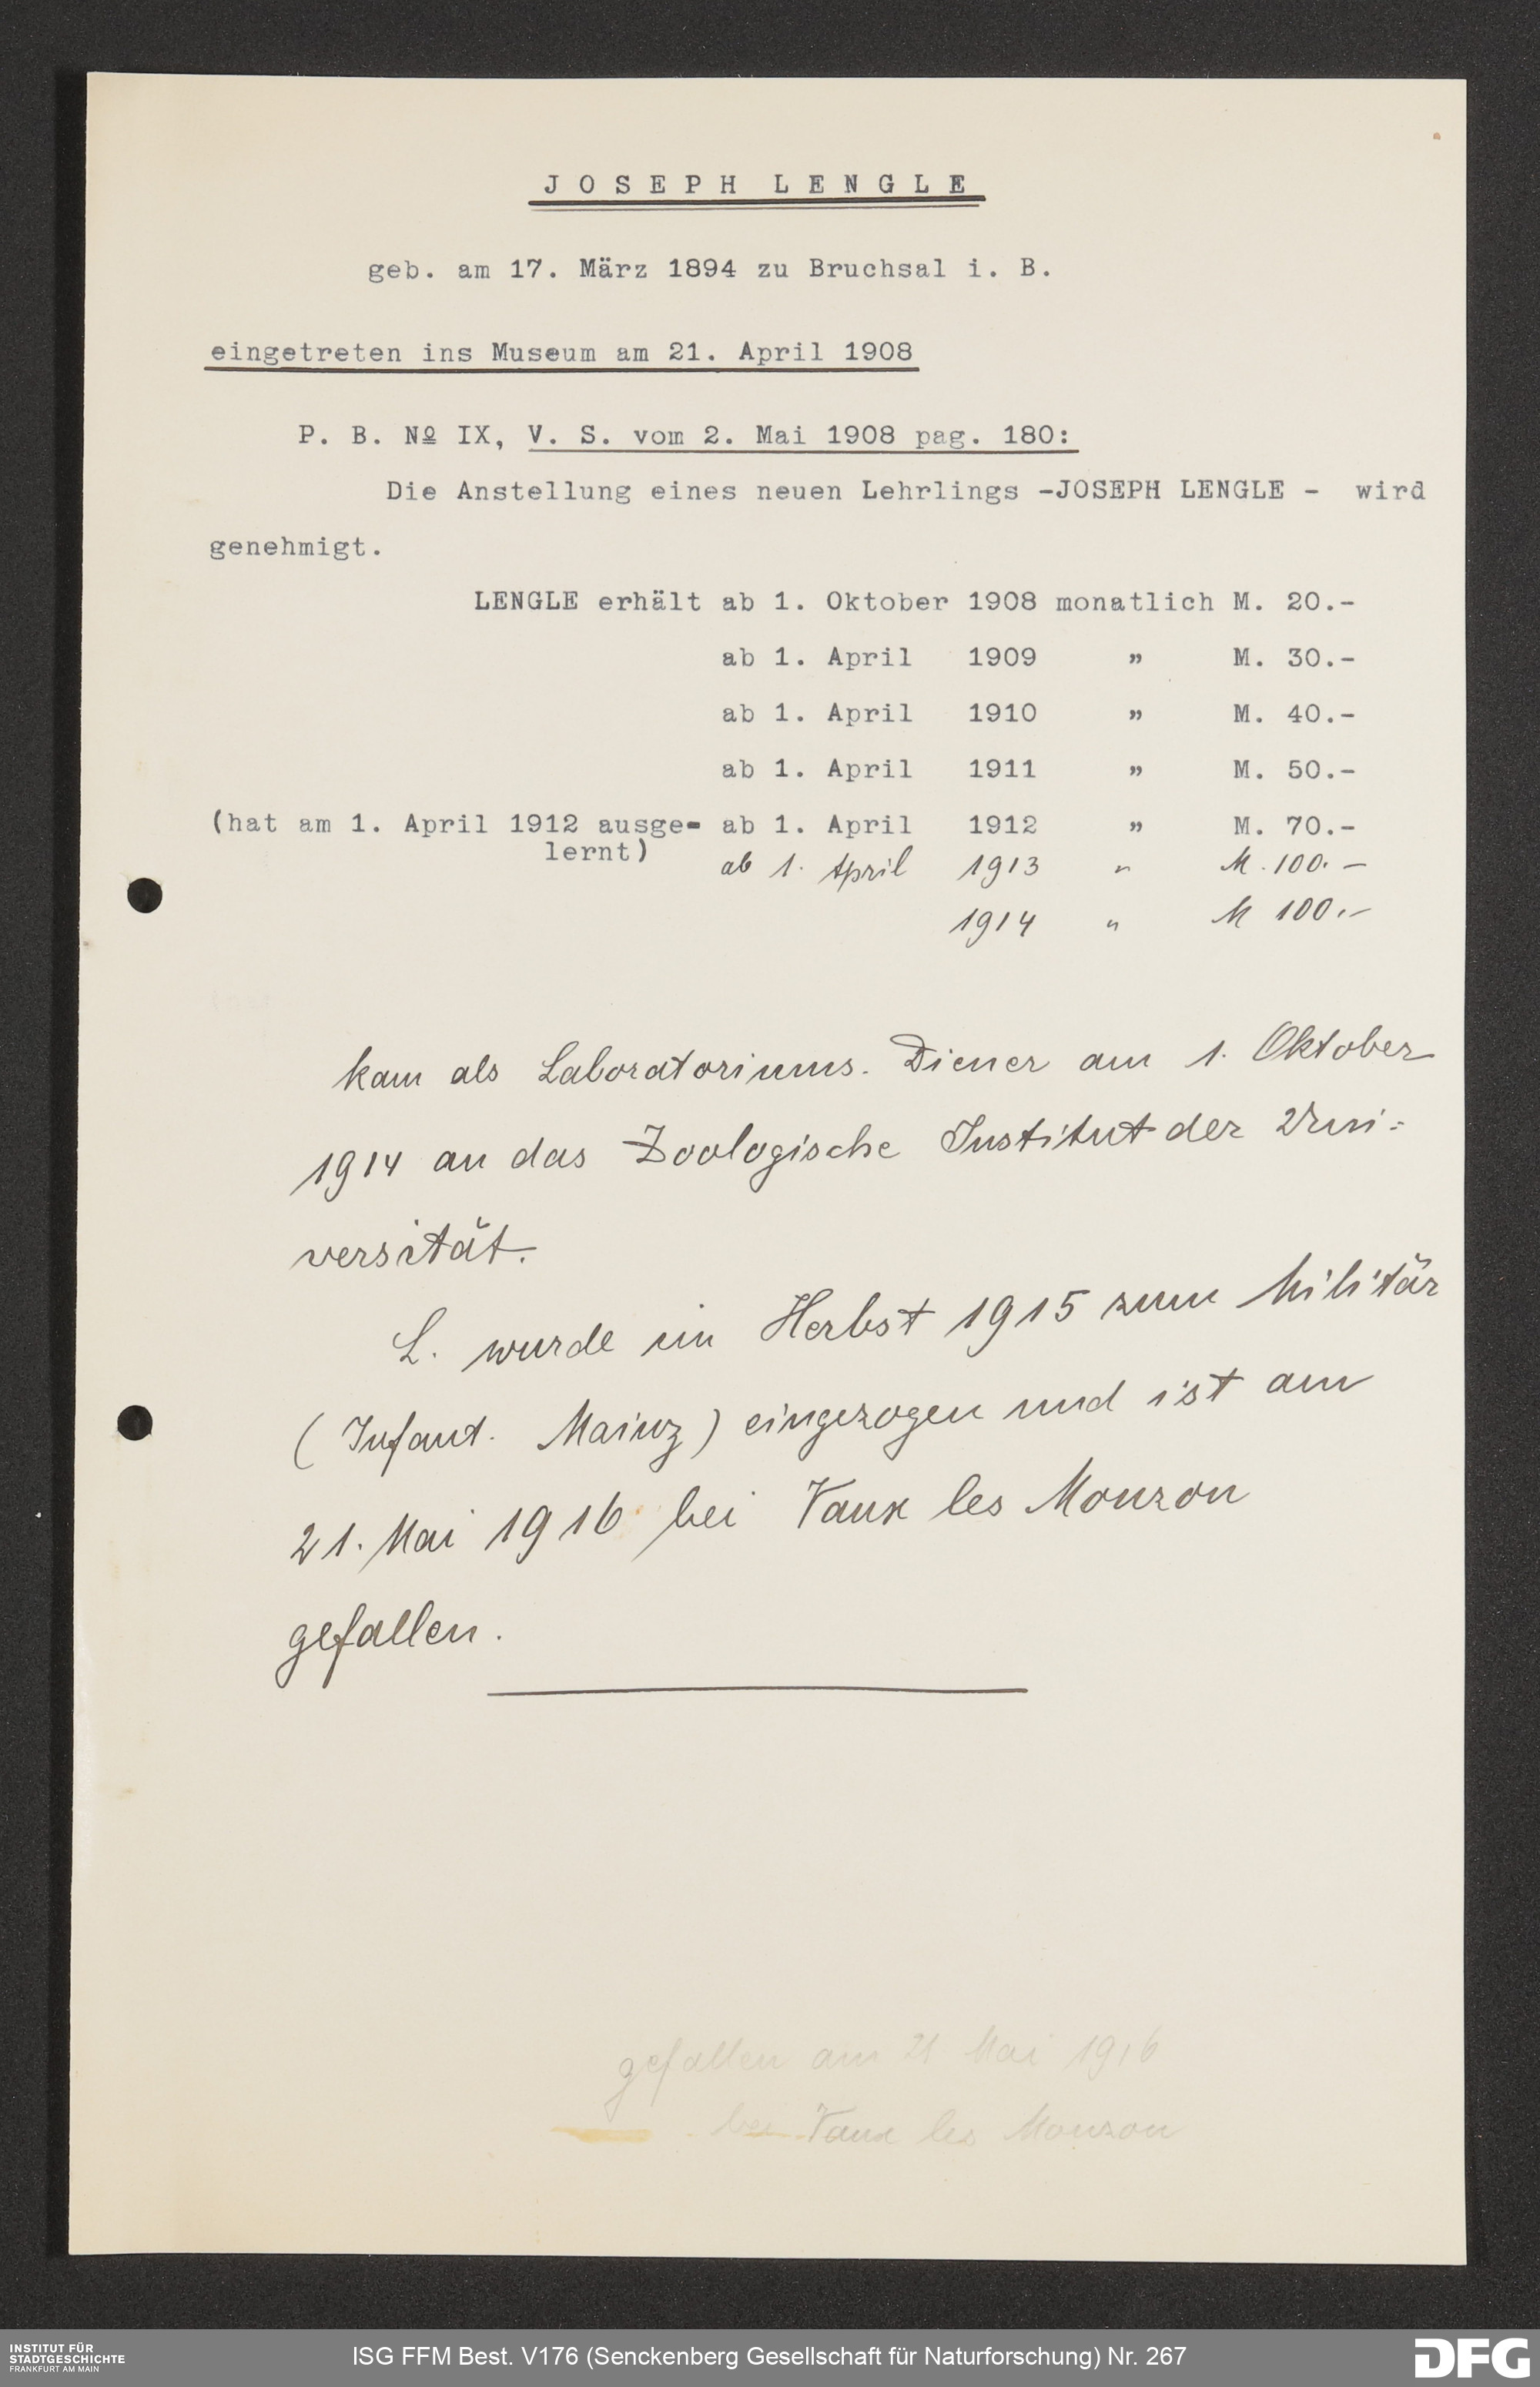 JOSEPH LENGLE
geb. am 17. März 1894 zu Bruchsal i. B.
eingetreten ins Museum am 21. April 1908
P. B. Nº IX, V. S. vom 2. Mai 1908 pag. 180:
Die Anstellung eines neuen Lehrlings -JOSEPH LENGLE - wird
genehmigt.
LENGLE erhält ab 1. Oktober 1908 monatlich M. 20.-
ab 1. April 1909 " M. 30.-
ab 1. April 1910 " M. 40.-
ab 1. April 1911 " M. 50.-
(hat am 1. April 1912 ausge- ab 1. April 1912 " M. 70.-
lernt)
ab 1. April 1913 " M. 100.-
1914 " M 100.-
kam als Laboratoriums-Diener am 1. Oktober
1914 an das Zoologische Institut der Uni=
versität.
L. wurde im Herbst 1915 zum Militär
(Infant. Mainz) eingezogen und ist am
21. Mai 1916 bei Vaux les Mouzon
gefallen.
gefallen am 21 Mai 1916
bei Vaux les Mouzon
INSTITUT FÜR
STADTGESCHICHTE
FRANKFURT AM MAIN
ISG FFM Best. V176 (Senckenberg Gesellschaft für Naturforschung) Nr. 267
DFG